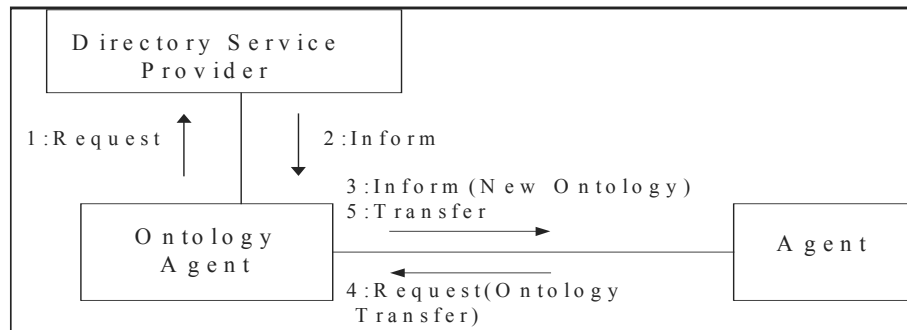 Directory Service
Provider
1:Request
2:Inform
3:Inform(New Ontology)
5:Transfer
Ontology
Agent
Agent
4:Request(Ontology
Transfer)